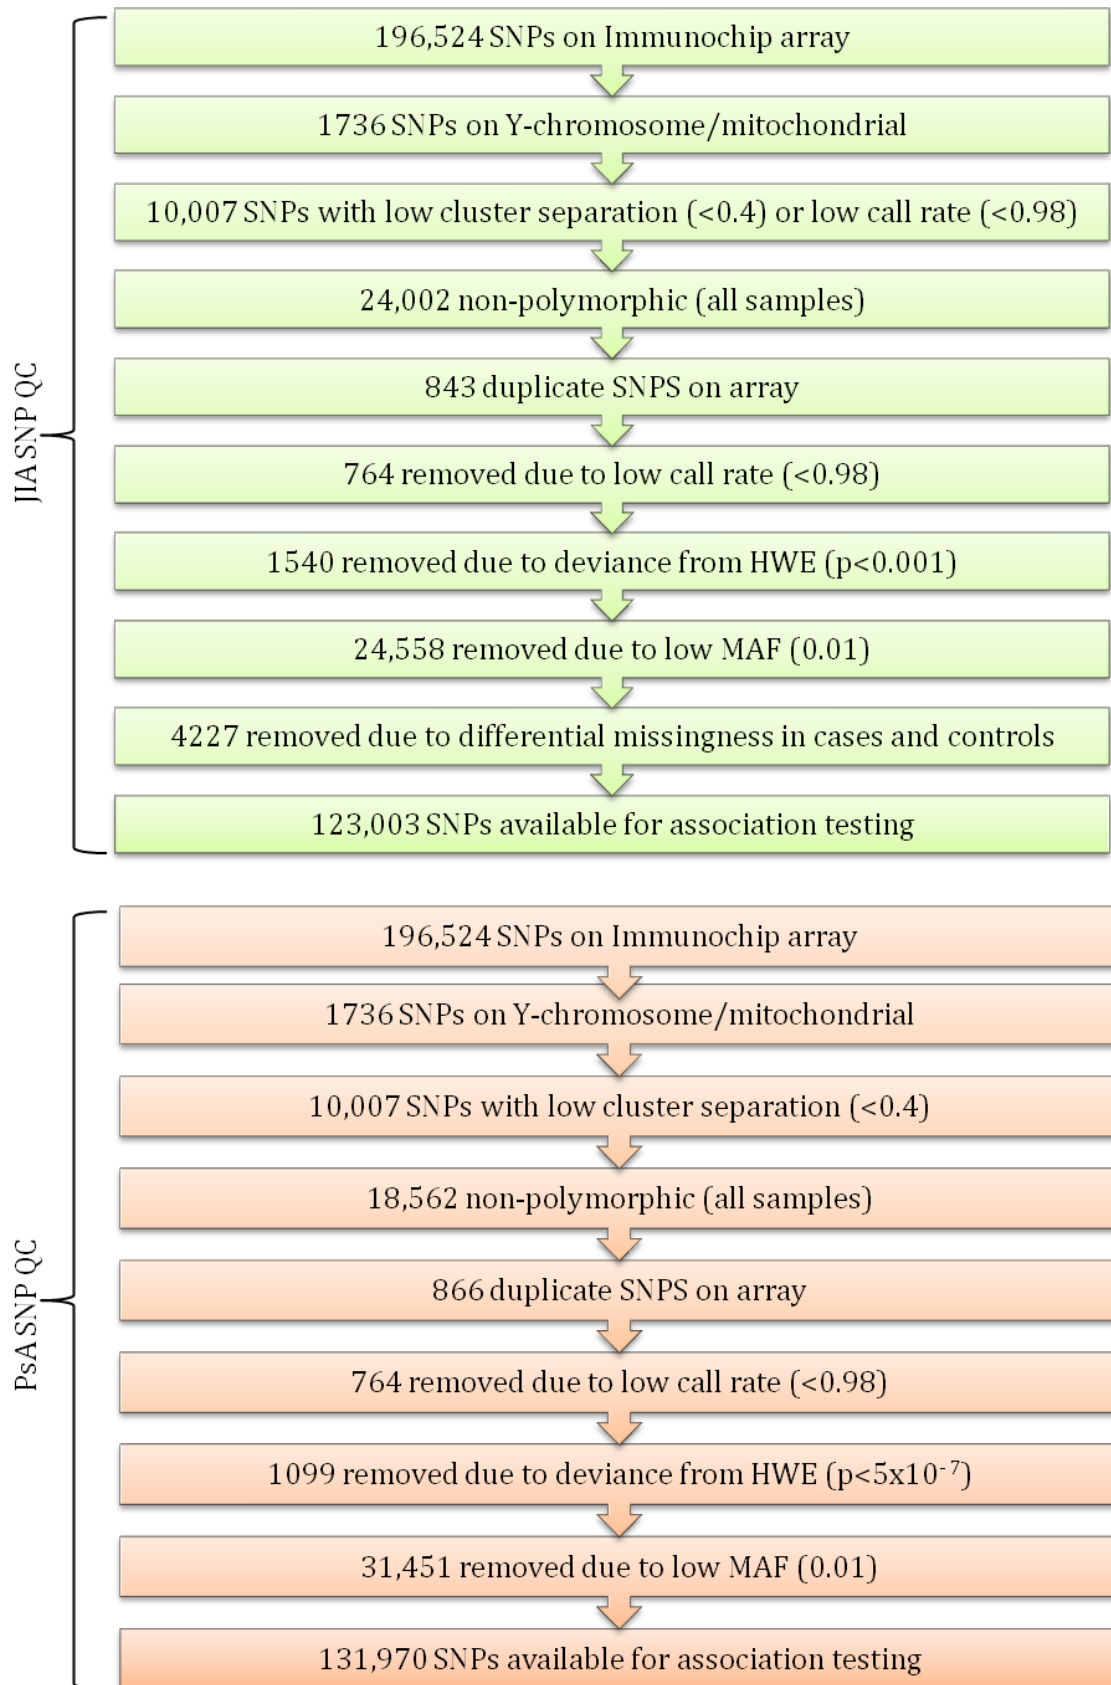 JIA SNP QC
196,524 SNPs on Immunochip array
1736 SNPs on Y-chromosome/mitochondrial
10,007 SNPs with low cluster separation (<0.4) or low call rate (<0.98)
24,002 non-polymorphic (all samples)
843 duplicate SNPS on array
764 removed due to low call rate (<0.98)
1540 removed due to deviance from HWE (p<0.001)
24,558 removed due to low MAF (0.01)
4227 removed due to differential missingness in cases and controls
123,003 SNPs available for association testing
PsA SNP QC
196,524 SNPs on Immunochip array
1736 SNPs on Y-chromosome/mitochondrial
10,007 SNPs with low cluster separation (<0.4)
18,562 non-polymorphic (all samples)
866 duplicate SNPS on array
764 removed due to low call rate (<0.98)
1099 removed due to deviance from HWE (p<5x10⁻⁷)
31,451 removed due to low MAF (0.01)
131,970 SNPs available for association testing